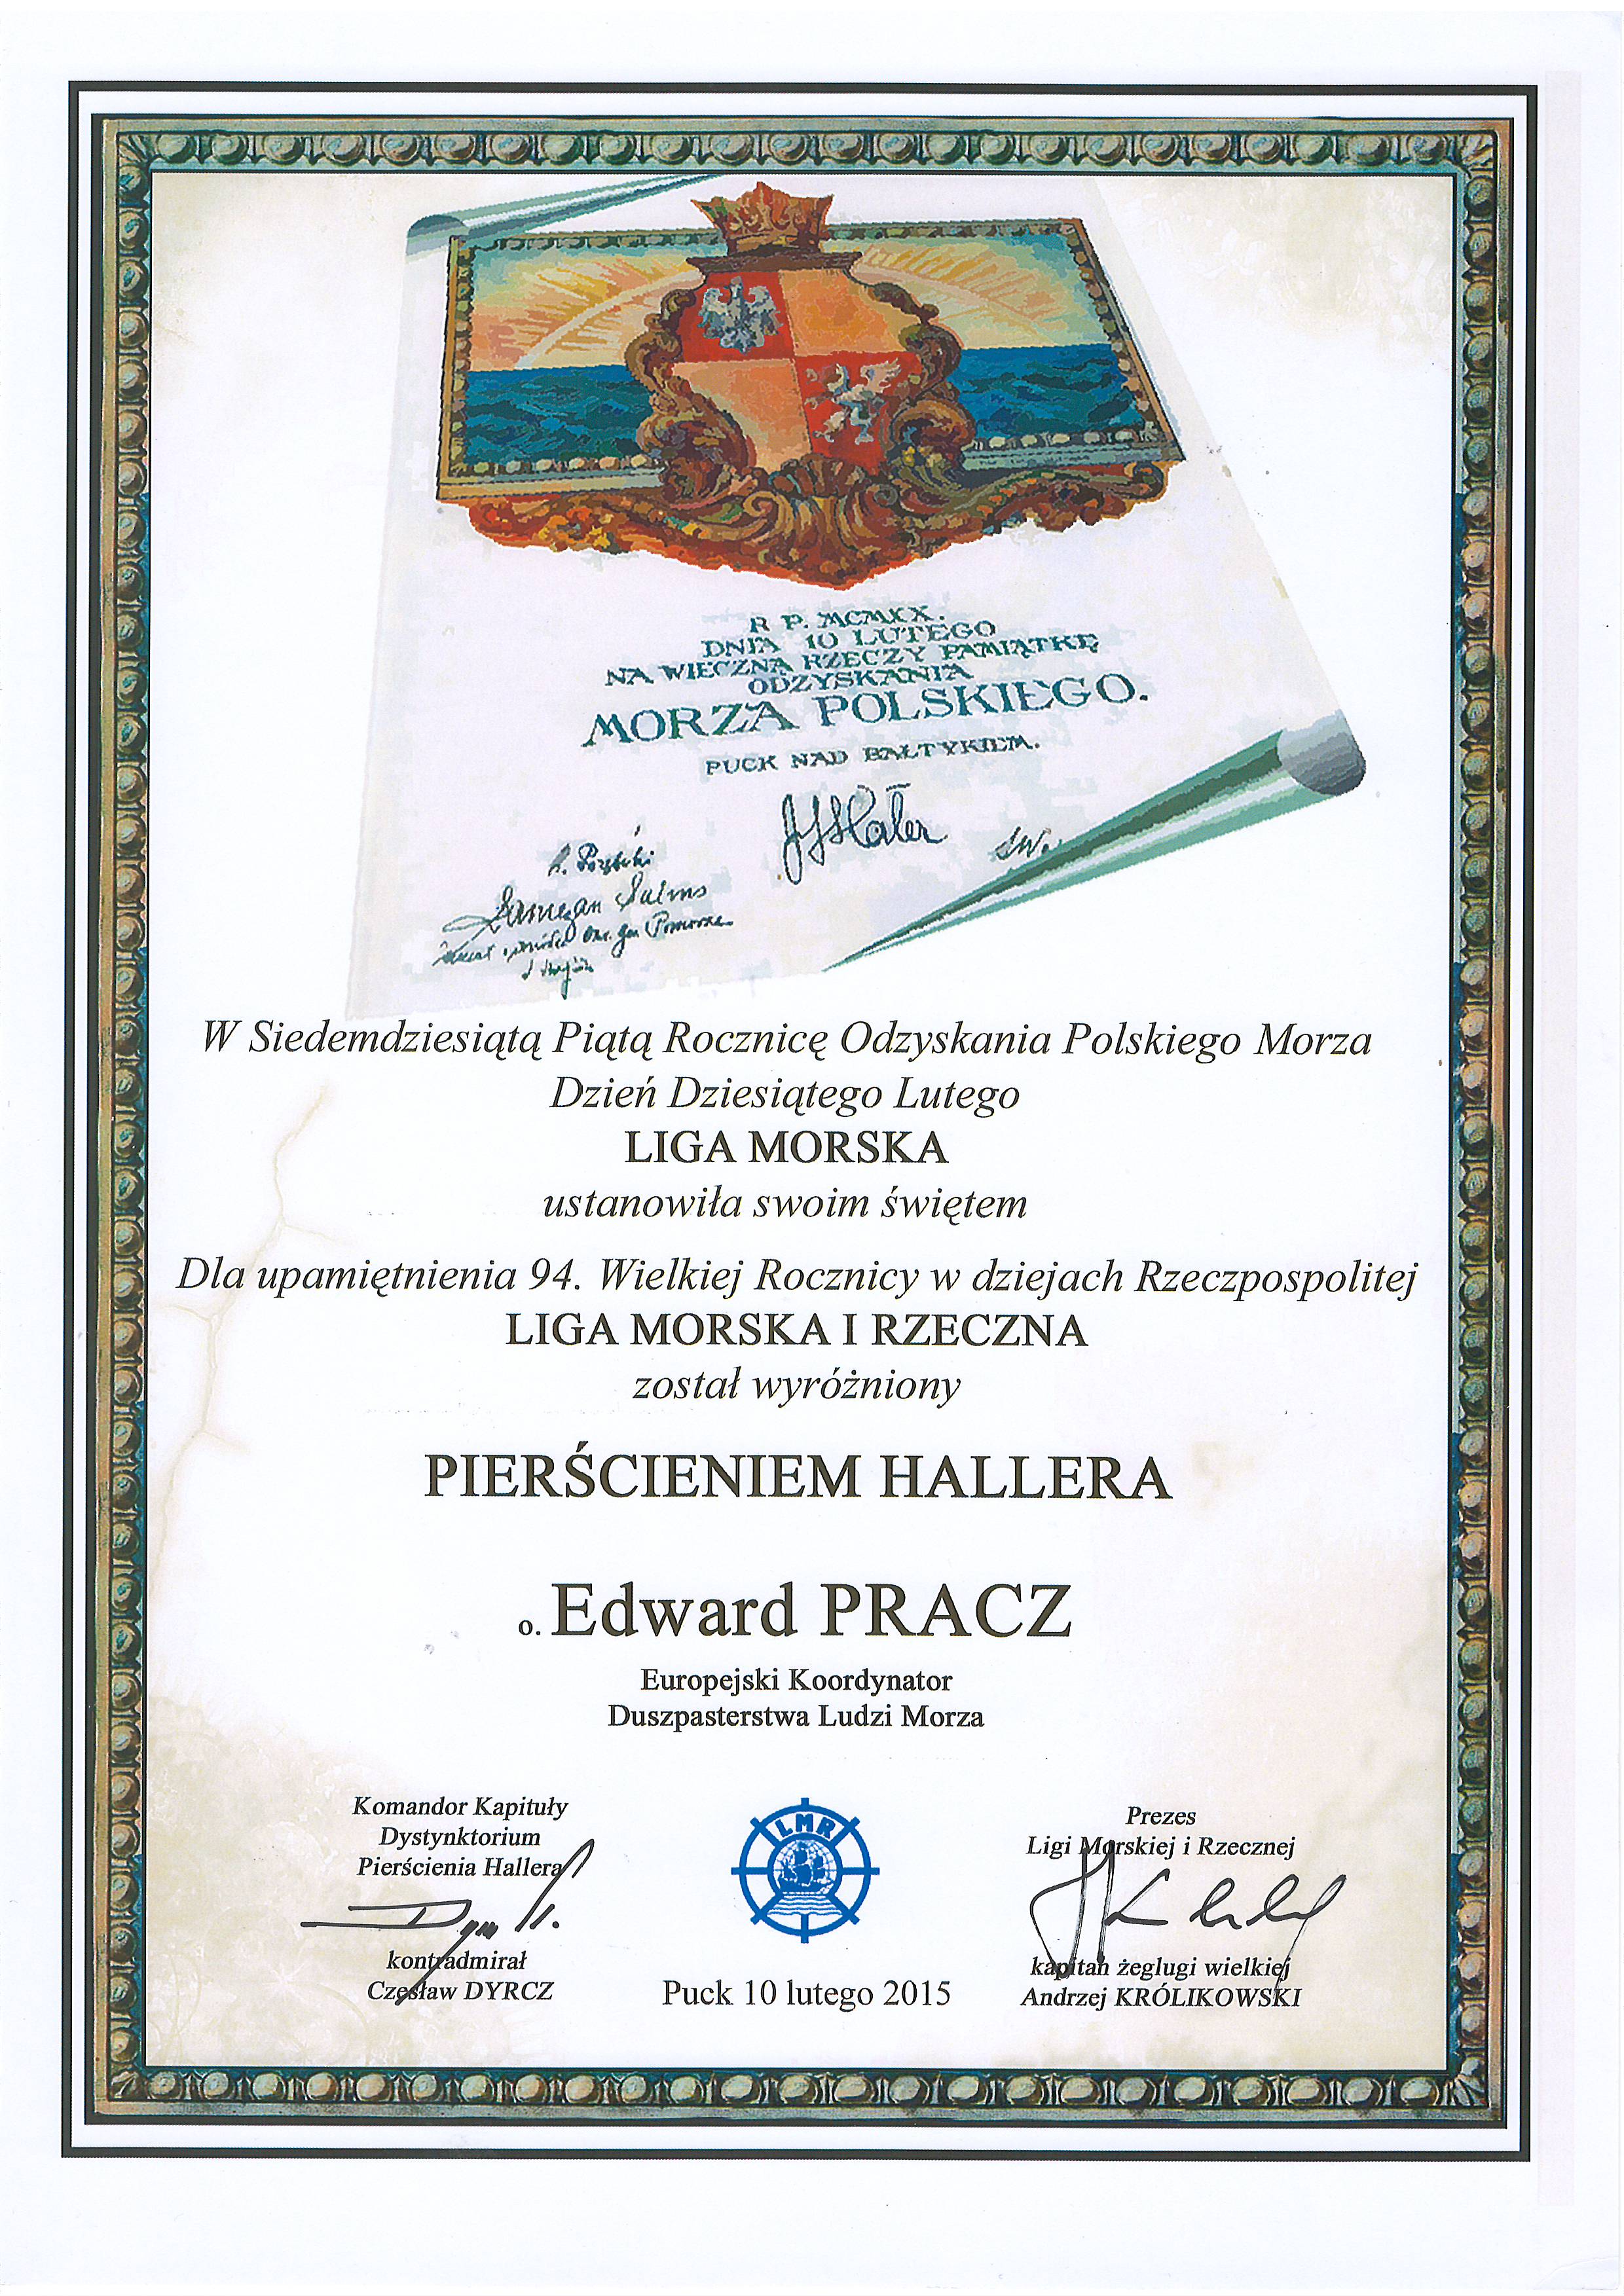 R P. MCMXX.
DNIA 10 LUTEGO
NA WIECZNĄ RZECZY PAMIĄTKĘ
ODZYSKANIA
MORZA POLSKIEGO.
PUCK NAD BAŁTYKIEM.
W Siedemdziesiątą Piątą Rocznicę Odzyskania Polskiego Morza
Dzień Dziesiątego Lutego
LIGA MORSKA
ustanowiła swoim świętem
Dla upamiętnienia 94. Wielkiej Rocznicy w dziejach Rzeczpospolitej
LIGA MORSKA I RZECZNA
został wyróżniony
PIERŚCIENIEM HALLERA
o. Edward PRACZ
Europejski Koordynator
Duszpasterstwa Ludzi Morza
Komandor Kapituły
Dystynktorium
Pierścienia Hallera
kontradmirał
Czesław DYRCZ
LMR
Puck 10 lutego 2015
Prezes
Ligi Morskiej i Rzecznej
kapitan żeglugi wielkiej
Andrzej KRÓLIKOWSKI